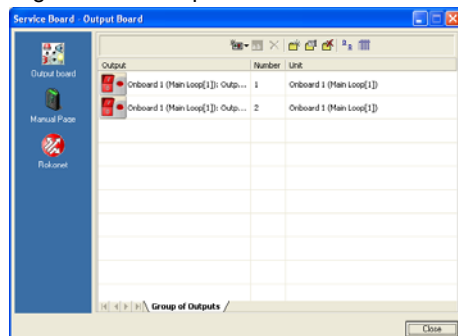 Service Board - Output Board
Output board
Manual Page
Rokonet
Output Number Unit
Onboard 1 (Main Loop[1]): Outp... 1 Onboard 1 (Main Loop[1])
Onboard 1 (Main Loop[1]): Outp... 2 Onboard 1 (Main Loop[1])
Group of Outputs
Close